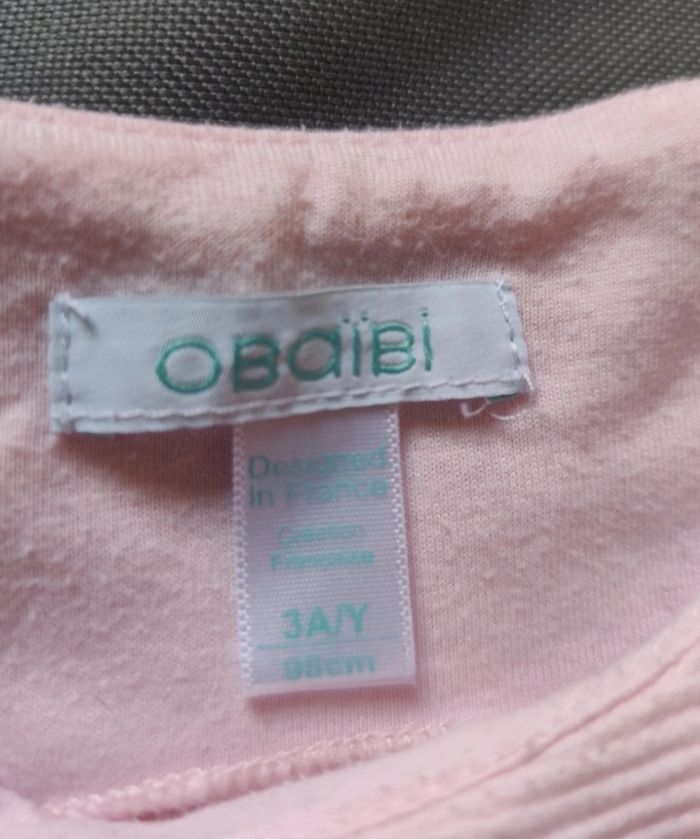 OBaïBi
Designed
in France
Création
Française
3A/Y
98cm